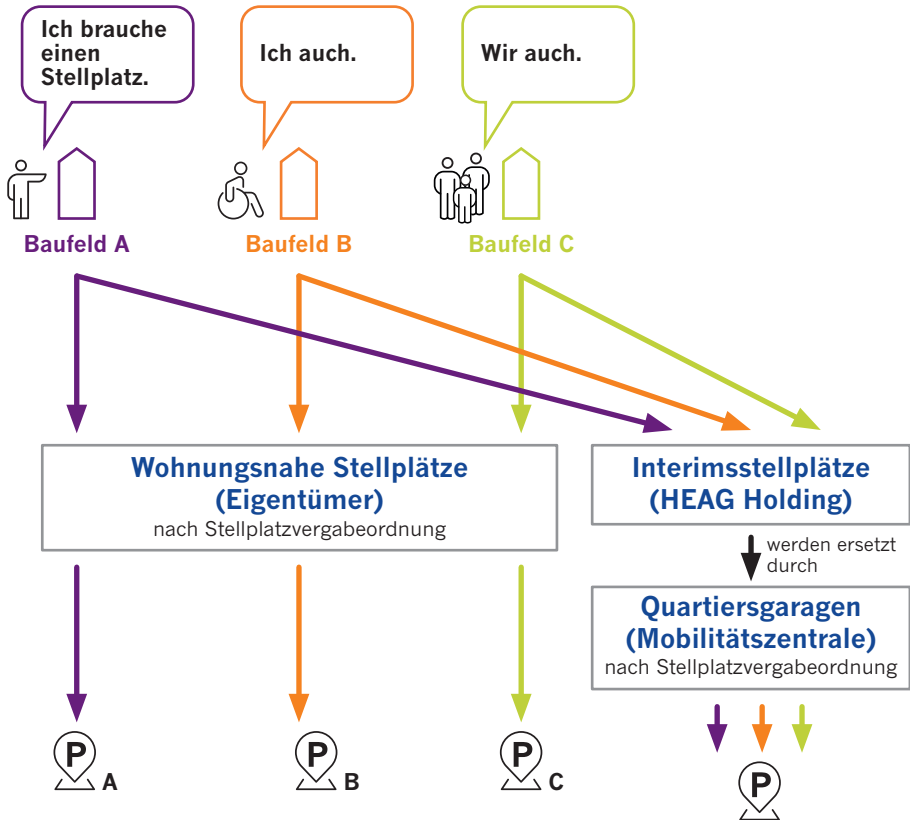 Ich brauche
einen
Stellplatz.
Ich auch.
Wir auch.
Baufeld A
Baufeld B
Baufeld C
Wohnungsnahe Stellplätze
(Eigentümer)
nach Stellplatzvergabeordnung
Interimsstellplätze
(HEAG Holding)
werden ersetzt
durch
Quartiersgaragen
(Mobilitätszentrale)
nach Stellplatzvergabeordnung
P
A
P
B
P
C
P